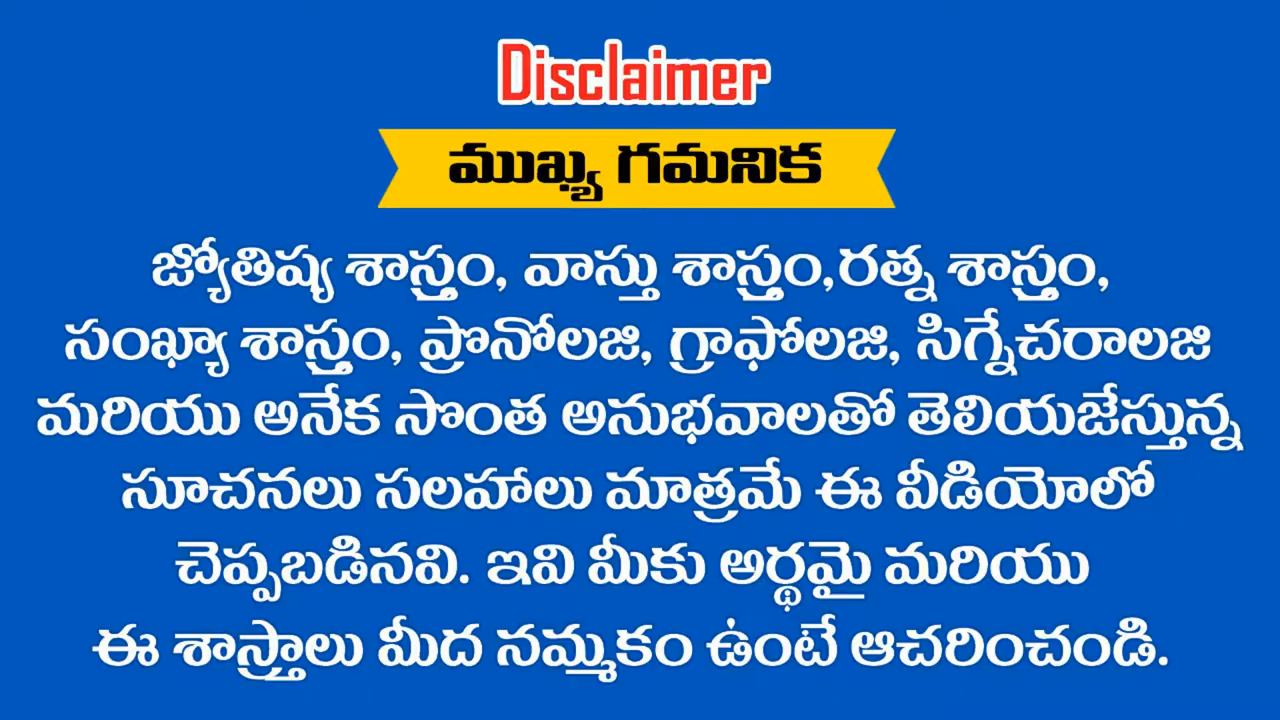 Disclaimer
ముఖ్య గమనిక
జ్యోతిష్య శాస్త్రం, వాస్తు శాస్త్రం,రత్న శాస్త్రం,
సంఖ్యా శాస్త్రం, ప్రొనోలజి, గ్రాఫోలజి, సిగ్నేచరాలజి
మరియు అనేక సొంత అనుభవాలతో తెలియజేస్తున్న
సూచనలు సలహాలు మాత్రమే ఈ వీడియోలో
చెప్పబడినవి. ఇవి మీకు అర్థమై మరియు
ఈ శాస్త్రాలు మీద నమ్మకం ఉంటే ఆచరించండి.